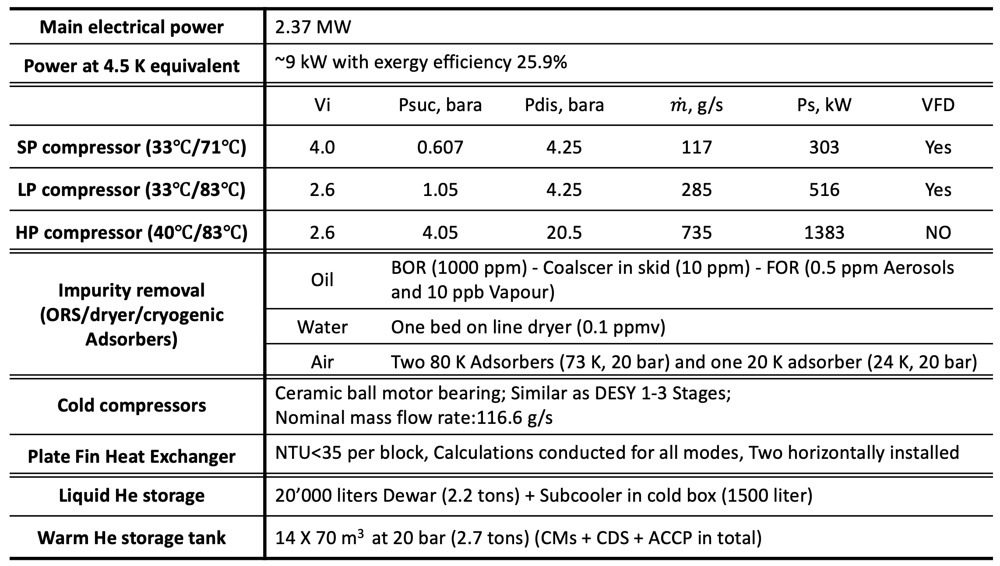 Main electrical power 2.37 MW
Power at 4.5 K equivalent ~9 kW with exergy efficiency 25.9%
Vi Psuc, bara Pdis, bara ṁ, g/s Ps, kW VFD
SP compressor (33℃/71℃) 4.0 0.607 4.25 117 303 Yes
LP compressor (33℃/83℃) 2.6 1.05 4.25 285 516 Yes
HP compressor (40℃/83℃) 2.6 4.05 20.5 735 1383 NO
Impurity removal
(ORS/dryer/cryogenic
Adsorbers)
Oil
BOR (1000 ppm) - Coalscer in skid (10 ppm) - FOR (0.5 ppm Aerosols
and 10 ppb Vapour)
Water One bed on line dryer (0.1 ppmv)
Air Two 80 K Adsorbers (73 K, 20 bar) and one 20 K adsorber (24 K, 20 bar)
Cold compressors
Ceramic ball motor bearing; Similar as DESY 1-3 Stages;
Nominal mass flow rate:116.6 g/s
Plate Fin Heat Exchanger NTU<35 per block, Calculations conducted for all modes, Two horizontally installed
Liquid He storage 20’000 liters Dewar (2.2 tons) + Subcooler in cold box (1500 liter)
Warm He storage tank 14 X 70 m³ at 20 bar (2.7 tons) (CMs + CDS + ACCP in total)